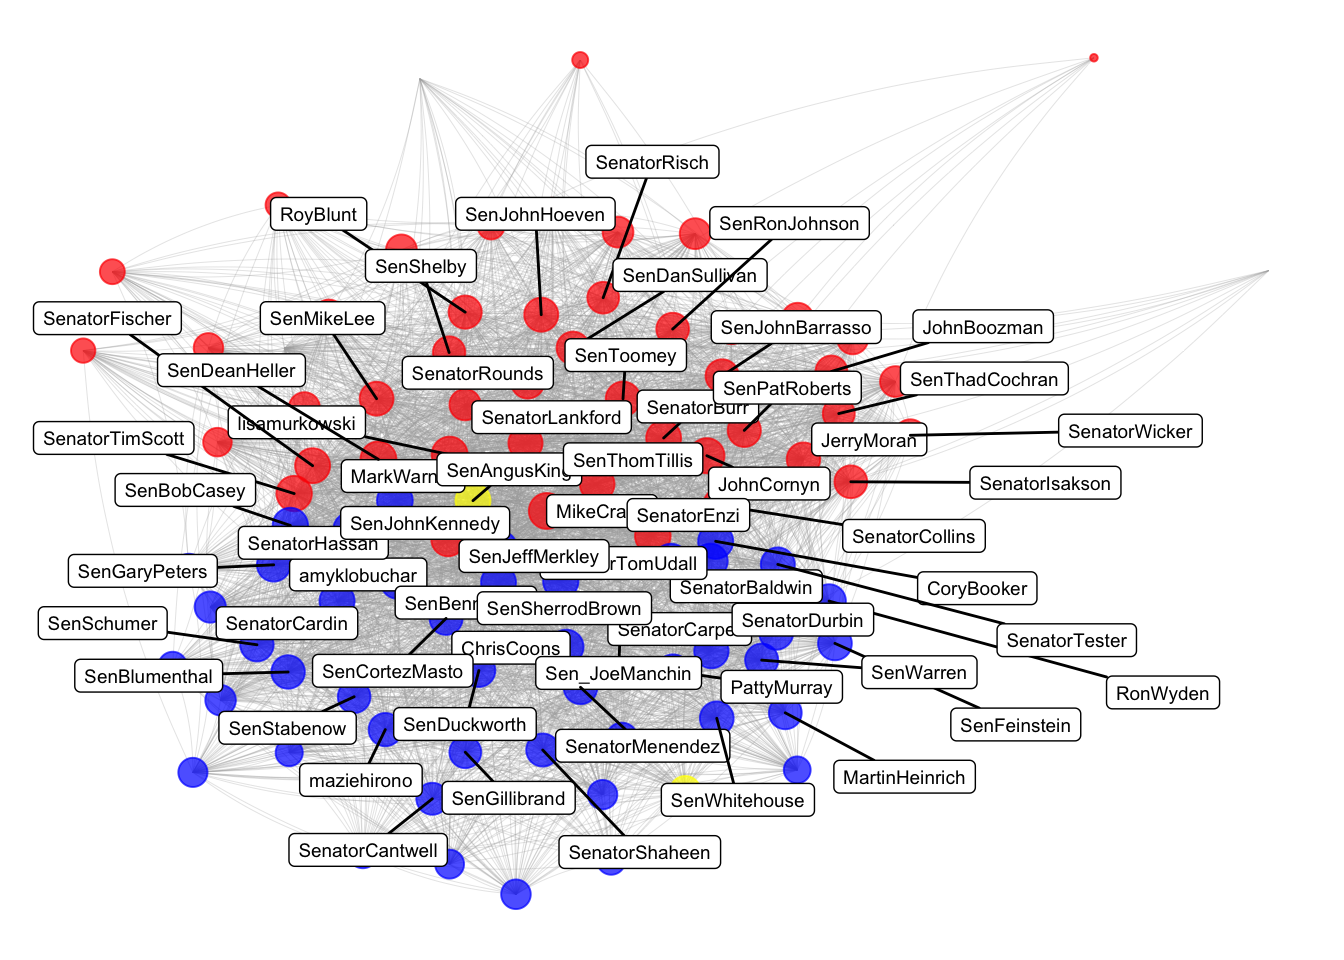 SenatorRisch
RoyBlunt
SenJohnHoeven
SenRonJohnson
SenShelby
SenDanSullivan
SenatorFischer
SenMikeLee
SenJohnBarrasso
JohnBoozman
SenToomey
SenDeanHeller
SenatorRounds
SenPatRoberts
SenThadCochran
SenatorBurr
SenatorLankford
lisamurkowski
SenatorTimScott
JerryMoran
SenatorWicker
SenThomTillis
SenAngusKing
MarkWarn
JohnCornyn
SenatorIsakson
SenBobCasey
MikeCra
SenatorEnzi
SenJohnKennedy
SenatorCollins
SenatorHassan
SenJeffMerkley
rTomUdall
SenGaryPeters
amyklobuchar
SenatorBaldwin
CoryBooker
SenBenn
SenSherrodBrown
SenSchumer
SenatorCardin
SenatorCarpe
SenatorDurbin
SenatorTester
ChrisCoons
SenBlumenthal
SenCortezMasto
Sen_JoeManchin
SenWarren
PattyMurray
RonWyden
SenStabenow
SenDuckworth
SenFeinstein
SenatorMenendez
maziehirono
MartinHeinrich
SenGillibrand
SenWhitehouse
SenatorCantwell
SenatorShaheen